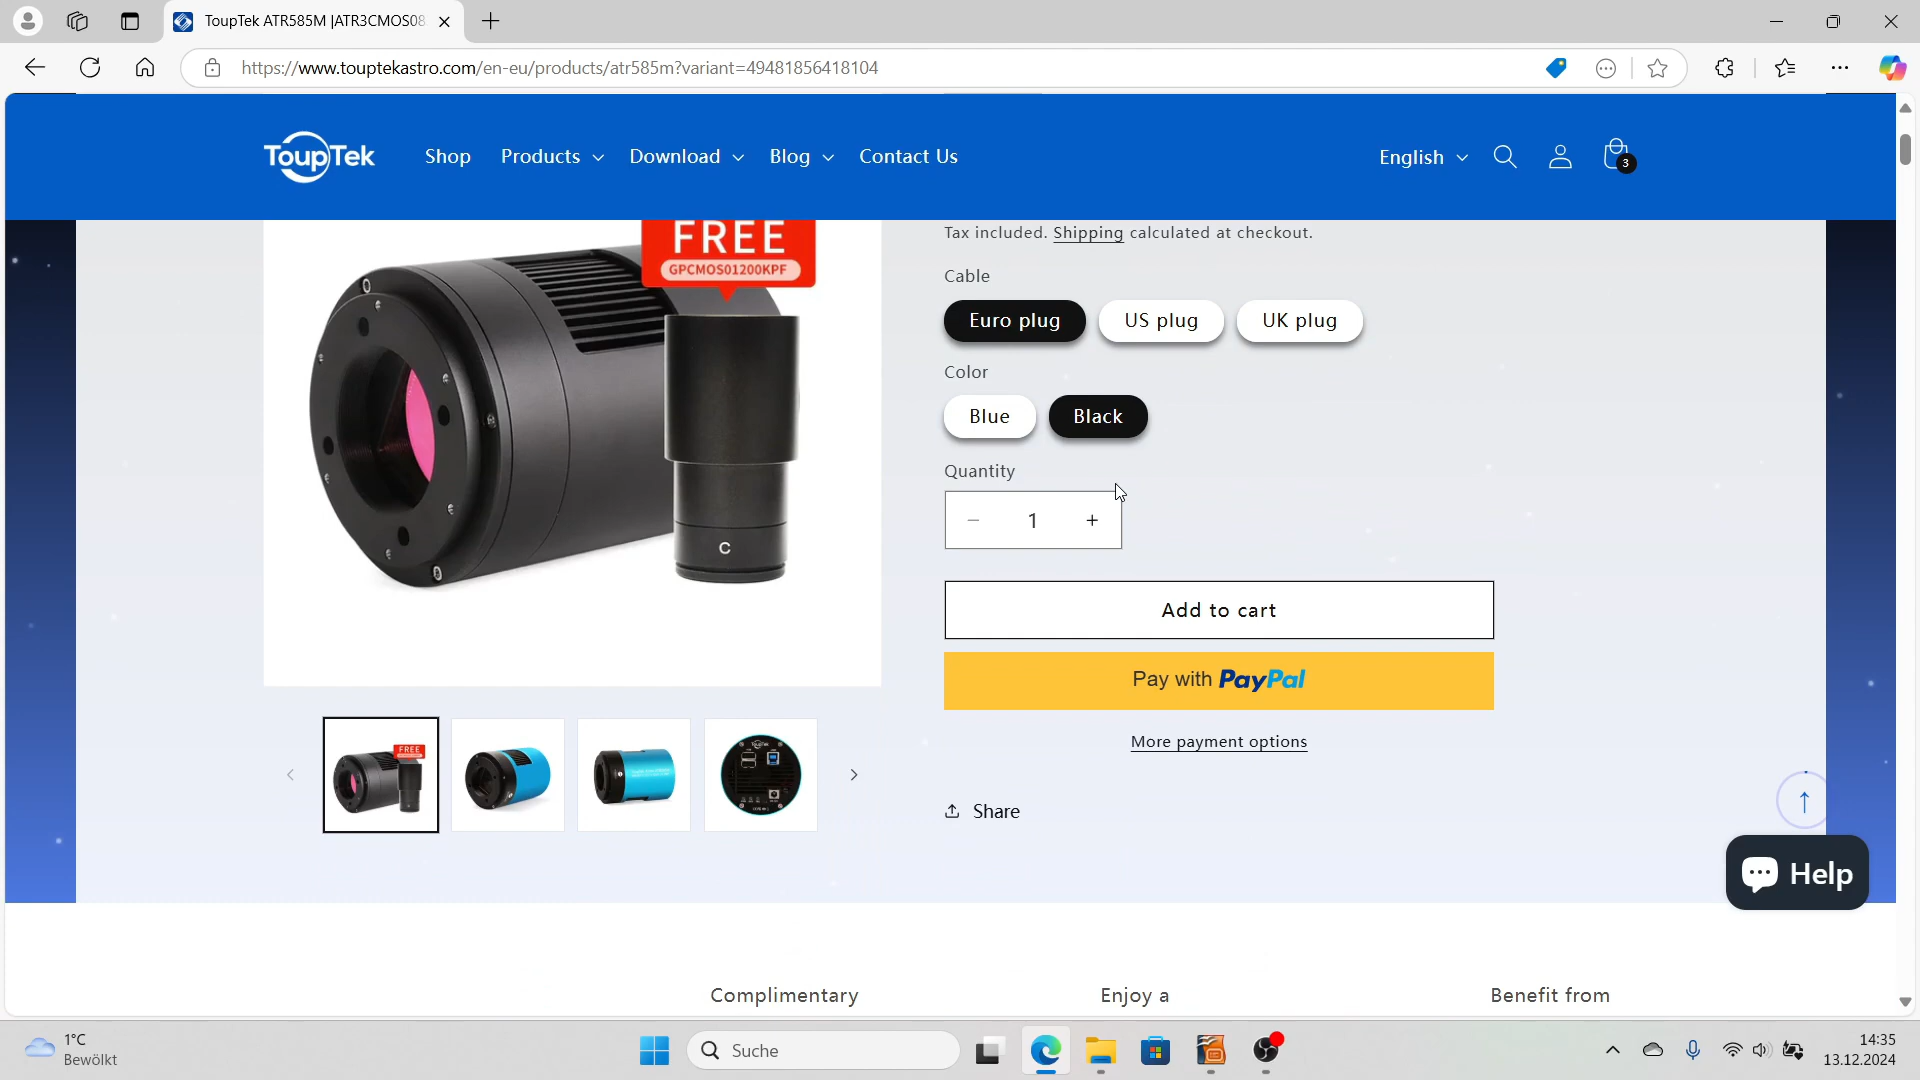 ToupTek ATR585M |ATR3CMOS08
https://www.touptekastro.com/en-eu/products/atr585m?variant=49481856418104
ToupTek
Shop
Products
Download
Blog
Contact Us
English
3
FREE
GPCMOS01200KPF
C
Tax included. Shipping calculated at checkout.
Cable
Euro plug
US plug
UK plug
Color
Blue
Black
Quantity
− 1 +
Add to cart
Pay with PayPal
More payment options
Share
FREE
Help
Complimentary
Enjoy a
Benefit from
1°C
Bewölkt
Suche
14:35
13.12.2024